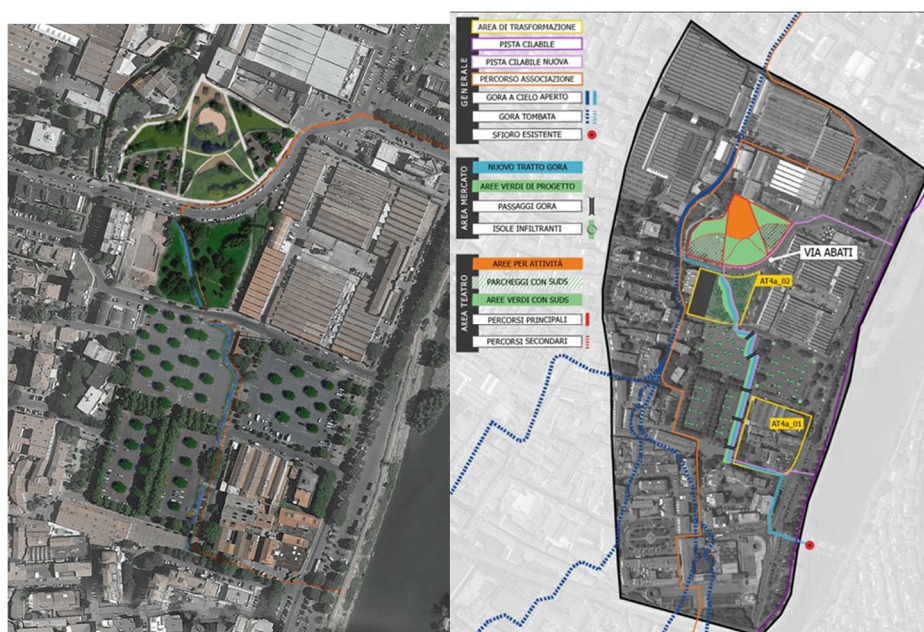 GENERALE
AREA DI TRASFORMAZIONE
PISTA CILABILE
PISTA CILABILE NUOVA
PERCORSO ASSOCIAZIONE
GORA A CIELO APERTO
GORA TOMBATA
SFIORO ESISTENTE
AREA MERCATO
NUOVO TRATTO GORA
AREE VERDI DI PROGETTO
PASSAGGI GORA
ISOLE INFILTRANTI
AREA TEATRO
AREE PER ATTIVITÀ
PARCHEGGI CON SUDS
AREE VERDI CON SUDS
PERCORSI PRINCIPALI
PERCORSI SECONDARI
VIA ABATI
AT4a_02
AT4a_01